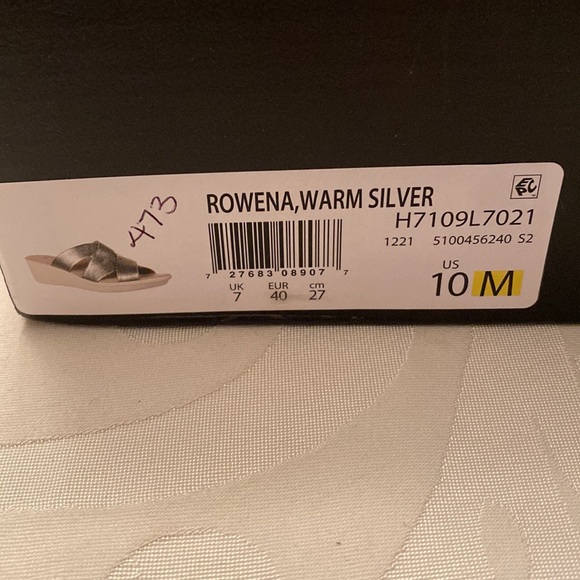 473
ROWENA,WARM SILVER
H7109L7021
1221 5100456240 S2
7 27683 08907 7
UK EUR cm
7 40 27
US
10 M